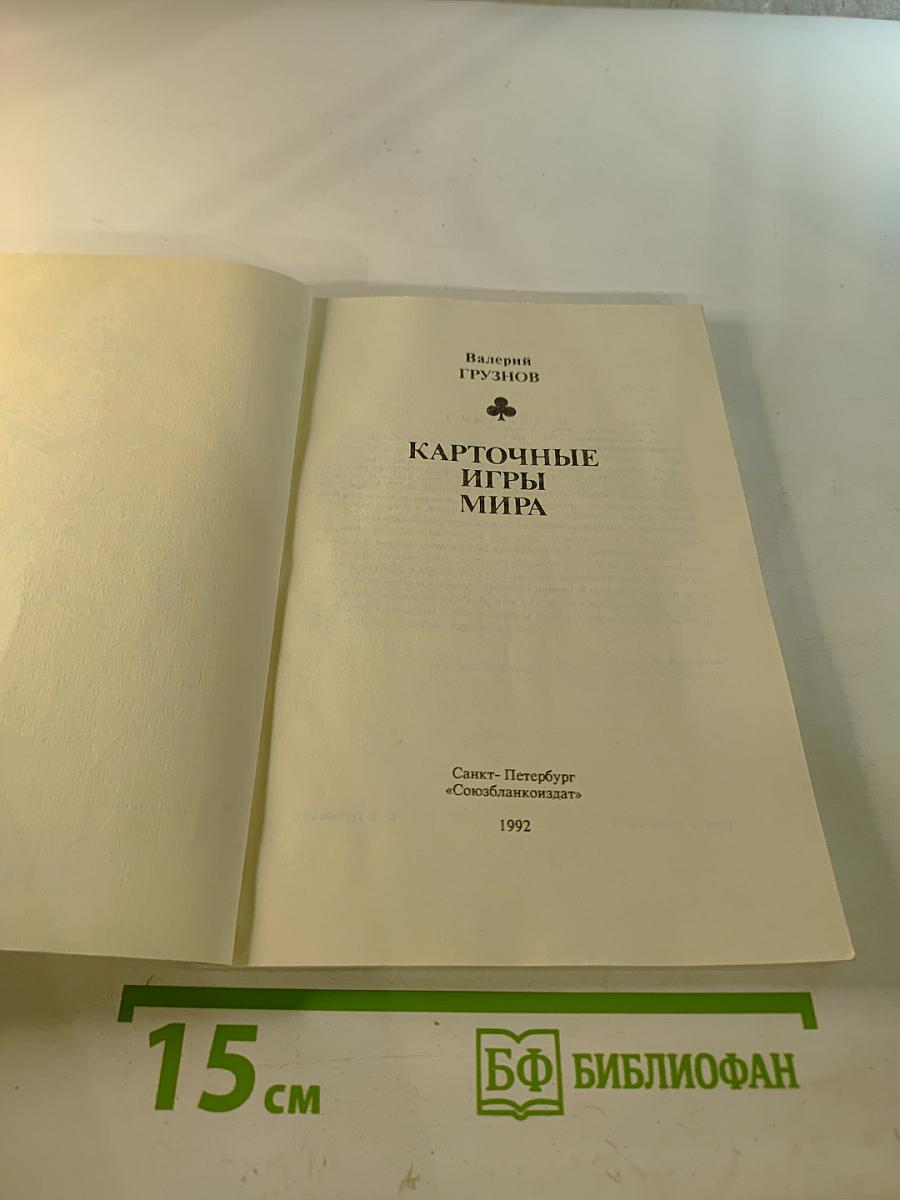 Валерий
ГРУЗНОВ
КАРТОЧНЫЕ
ИГРЫ
МИРА
Санкт- Петербург
«Союзбланкоиздат»
1992
15 см
БФ БИБЛИОФАН